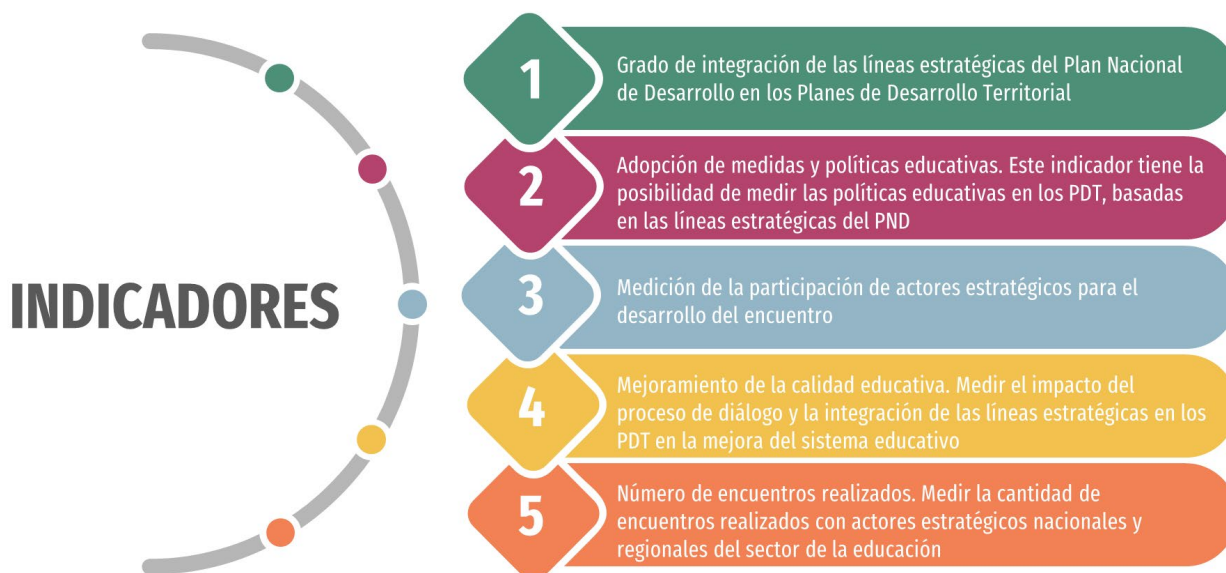 INDICADORES
1
Grado de integración de las líneas estratégicas del Plan Nacional
de Desarrollo en los Planes de Desarrollo Territorial
2
Adopción de medidas y políticas educativas. Este indicador tiene la
posibilidad de medir las políticas educativas en los PDT, basadas
en las líneas estratégicas del PND
3
Medición de la participación de actores estratégicos para el
desarrollo del encuentro
4
Mejoramiento de la calidad educativa. Medir el impacto del
proceso de diálogo y la integración de las líneas estratégicas en los
PDT en la mejora del sistema educativo
5
Número de encuentros realizados. Medir la cantidad de
encuentros realizados con actores estratégicos nacionales y
regionales del sector de la educación